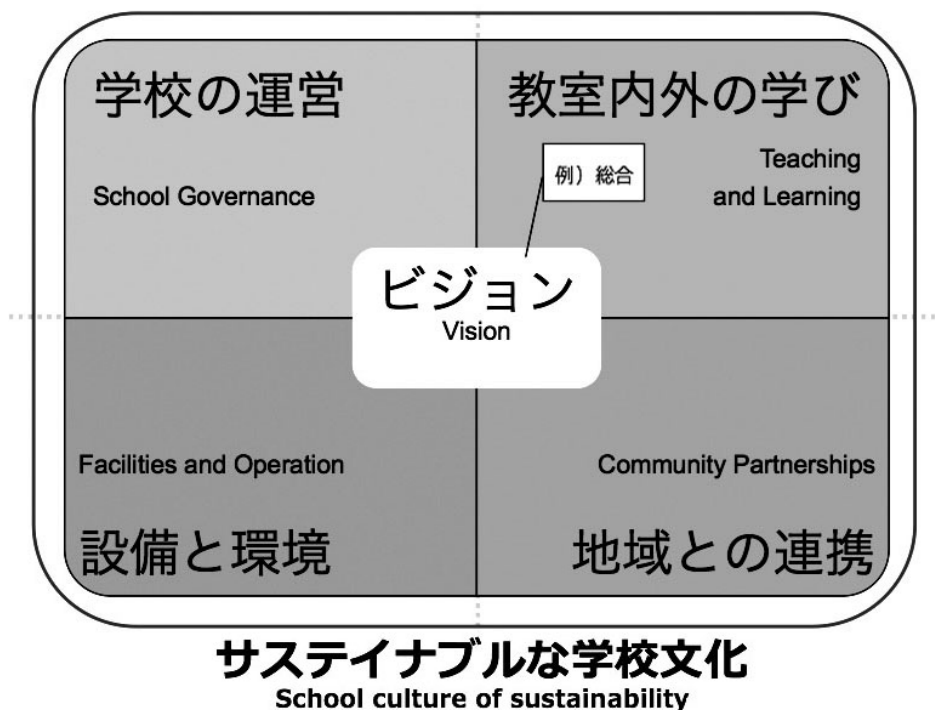 学校の運営
School Governance
教室内外の学び
Teaching
and Learning
例）総合
ビジョン
Vision
Facilities and Operation
設備と環境
Community Partnerships
地域との連携
サステイナブルな学校文化
School culture of sustainability